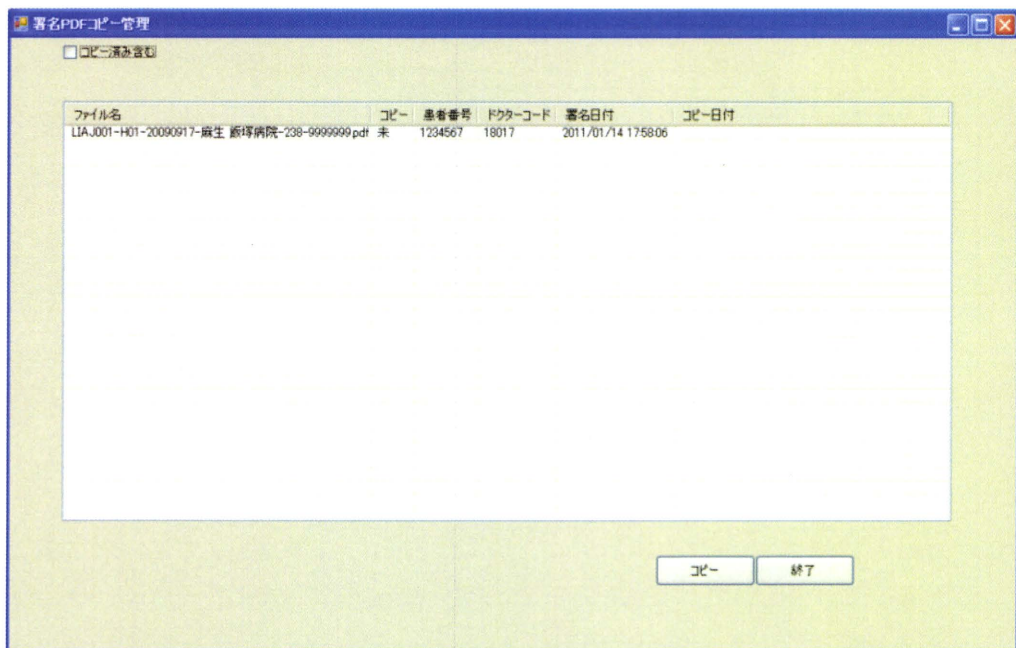 署名PDFコピー管理
コピー済み含む
ファイル名 コピー 患者番号 ドクターコード 署名日付 コピー日付
LIAJ001-H01-20090917-麻生 飯塚病院-238-9999999.pdf 未 1234567 18017 2011/01/14 17:58:06
コピー 終了